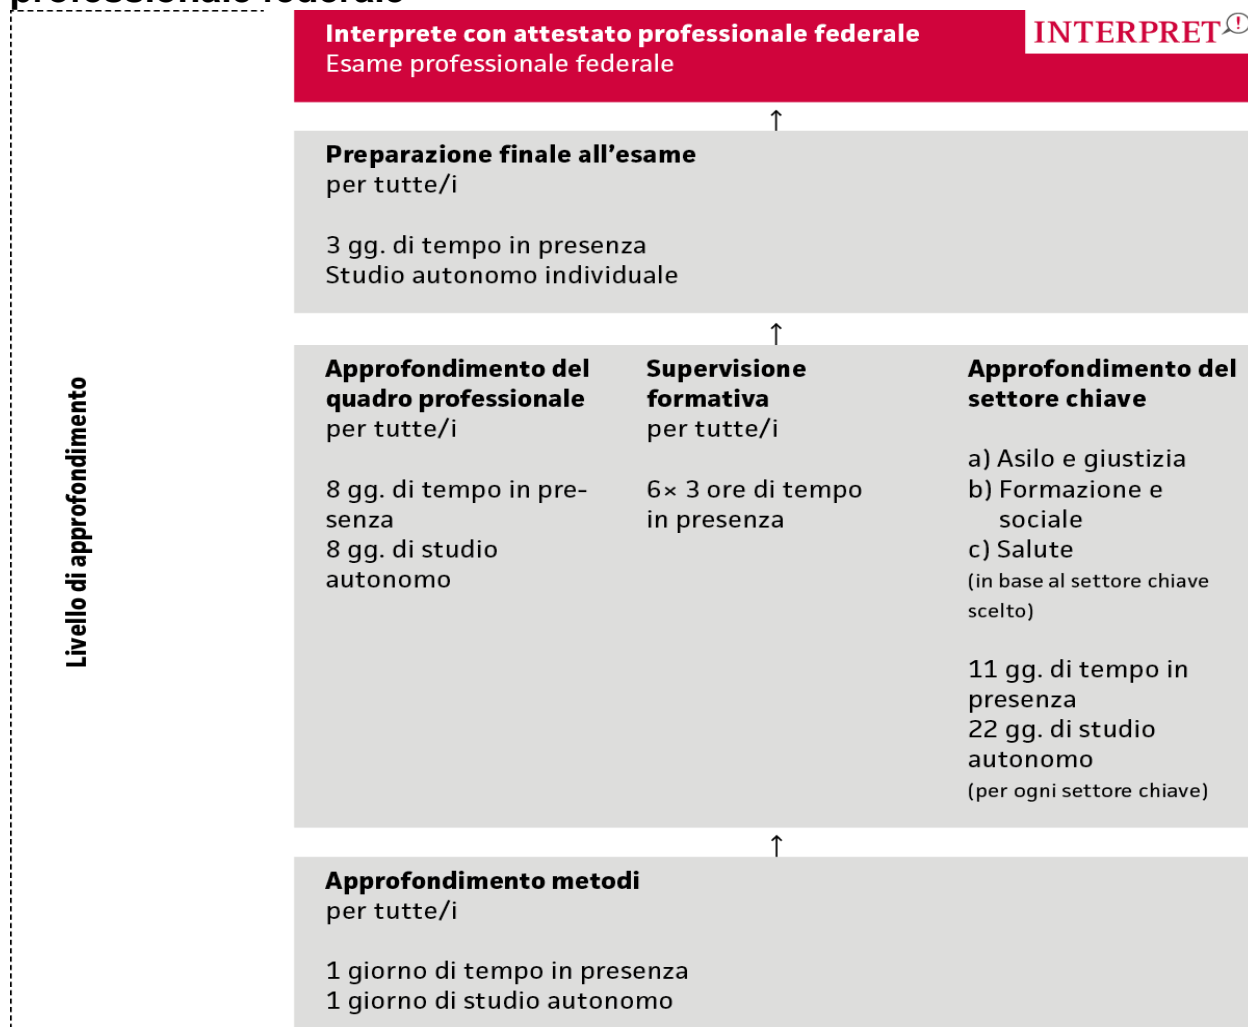 professionale federale
Interprete con attestato professionale federale
Esame professionale federale
INTERPRET!
↑
Preparazione finale all’esame
per tutte/i
3 gg. di tempo in presenza
Studio autonomo individuale
↑
Livello di approfondimento
Approfondimento del
quadro professionale
per tutte/i
8 gg. di tempo in pre-
senza
8 gg. di studio
autonomo
Supervisione
formativa
per tutte/i
6× 3 ore di tempo
in presenza
Approfondimento del
settore chiave
a) Asilo e giustizia
b) Formazione e
sociale
c) Salute
(in base al settore chiave
scelto)
11 gg. di tempo in
presenza
22 gg. di studio
autonomo
(per ogni settore chiave)
↑
Approfondimento metodi
per tutte/i
1 giorno di tempo in presenza
1 giorno di studio autonomo